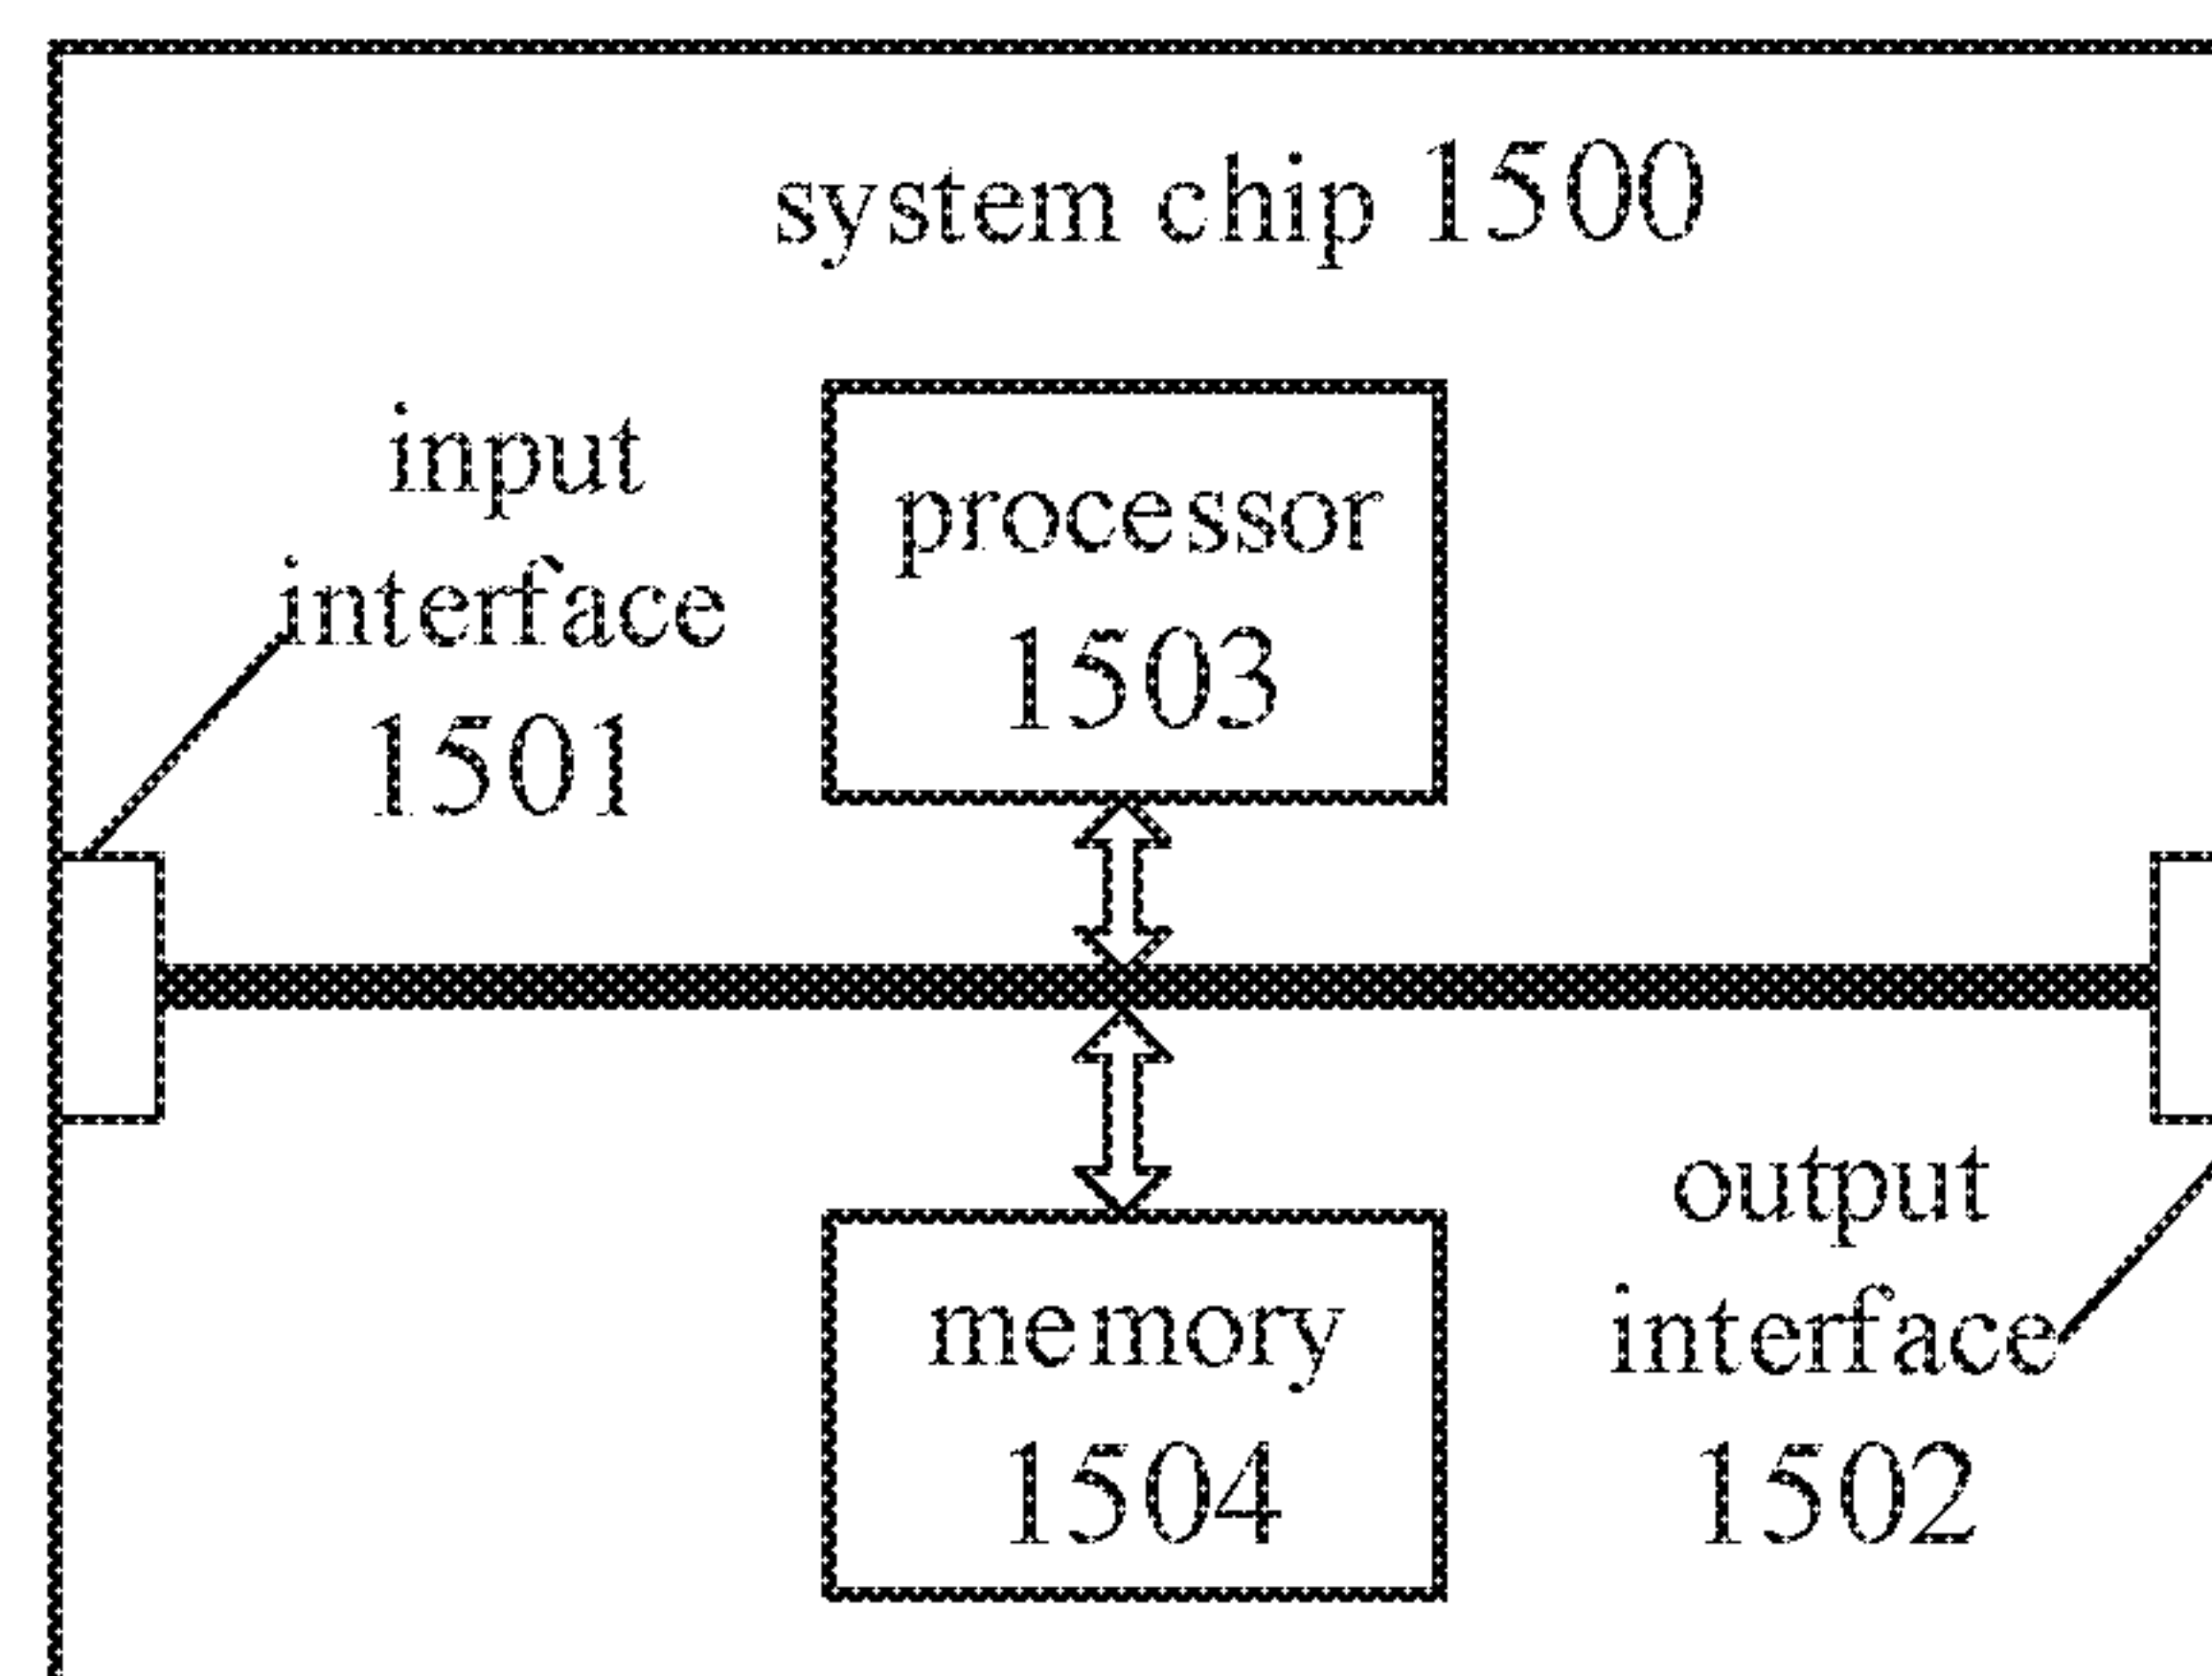 system chip 1500
input
interface
1501
processor
1503
memory
1504
output
interface
1502